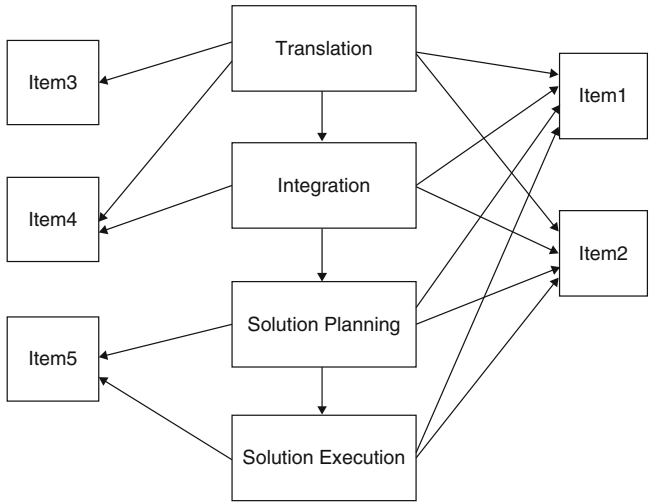 Translation
Item3
Item1
Integration
Item4
Item2
Solution Planning
Item5
Solution Execution